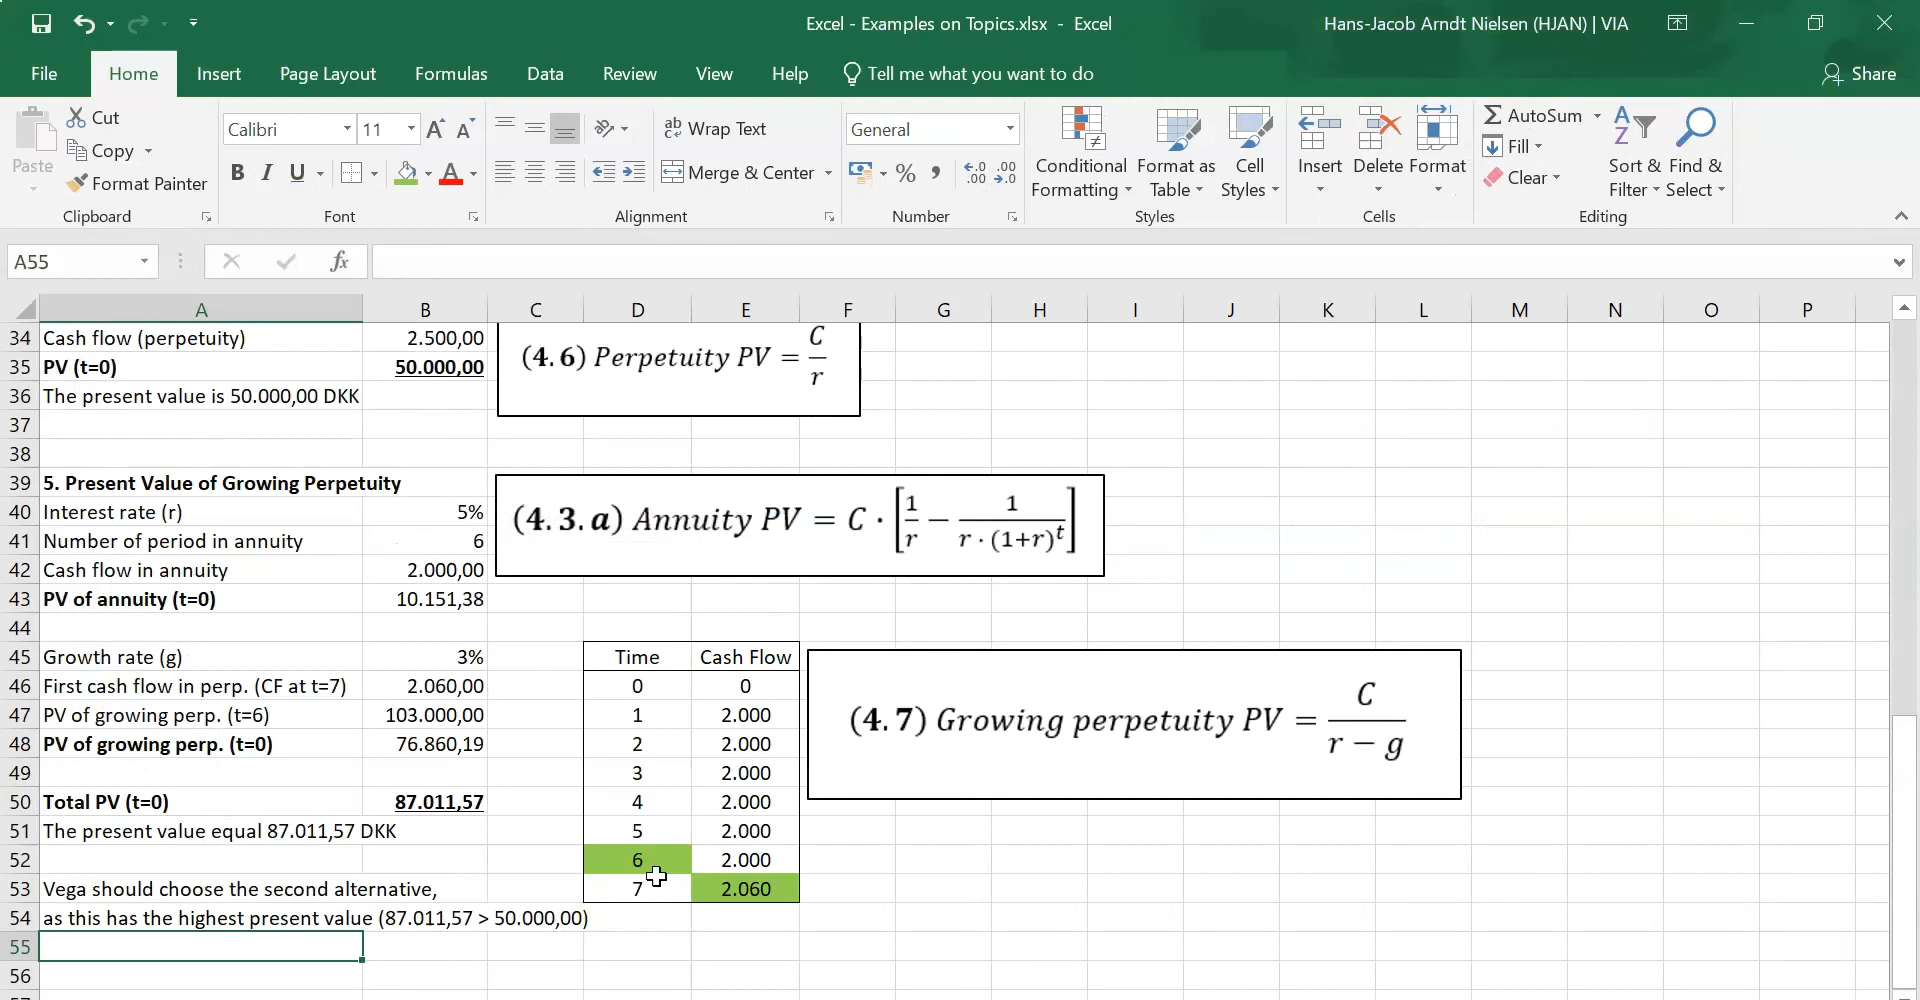 Excel - Examples on Topics.xlsx - Excel
Hans-Jacob Arndt Nielsen (HJAN) | VIA
File Home Insert Page Layout Formulas Data Review View Help Tell me what you want to do Share
Paste
Cut
Copy
Format Painter
Calibri 11
B I U
Wrap Text
Merge & Center
General
Conditional Formatting
Format as Table
Cell Styles
Insert Delete Format
AutoSum
Fill
Clear
Sort & Filter
Find & Select
Clipboard Font Alignment Number Styles Cells Editing
A55 fx
A B C D E F G H I J K L M N O P
34 Cash flow (perpetuity) 2.500,00
35 PV (t=0) 50.000,00
36 The present value is 50.000,00 DKK
(4.6) Perpetuity PV = C / r
37
38
39 5. Present Value of Growing Perpetuity
40 Interest rate (r) 5%
41 Number of period in annuity 6
42 Cash flow in annuity 2.000,00
43 PV of annuity (t=0) 10.151,38
(4.3.a) Annuity PV = C · [1/r − 1/(r · (1+r)^t)]
44
45 Growth rate (g) 3% Time Cash Flow
46 First cash flow in perp. (CF at t=7) 2.060,00 0 0
47 PV of growing perp. (t=6) 103.000,00 1 2.000
48 PV of growing perp. (t=0) 76.860,19 2 2.000
49 3 2.000
50 Total PV (t=0) 87.011,57 4 2.000
51 The present value equal 87.011,57 DKK 5 2.000
52 6 2.000
53 Vega should choose the second alternative, 7 2.060
54 as this has the highest present value (87.011,57 > 50.000,00)
(4.7) Growing perpetuity PV = C / r − g
55
56